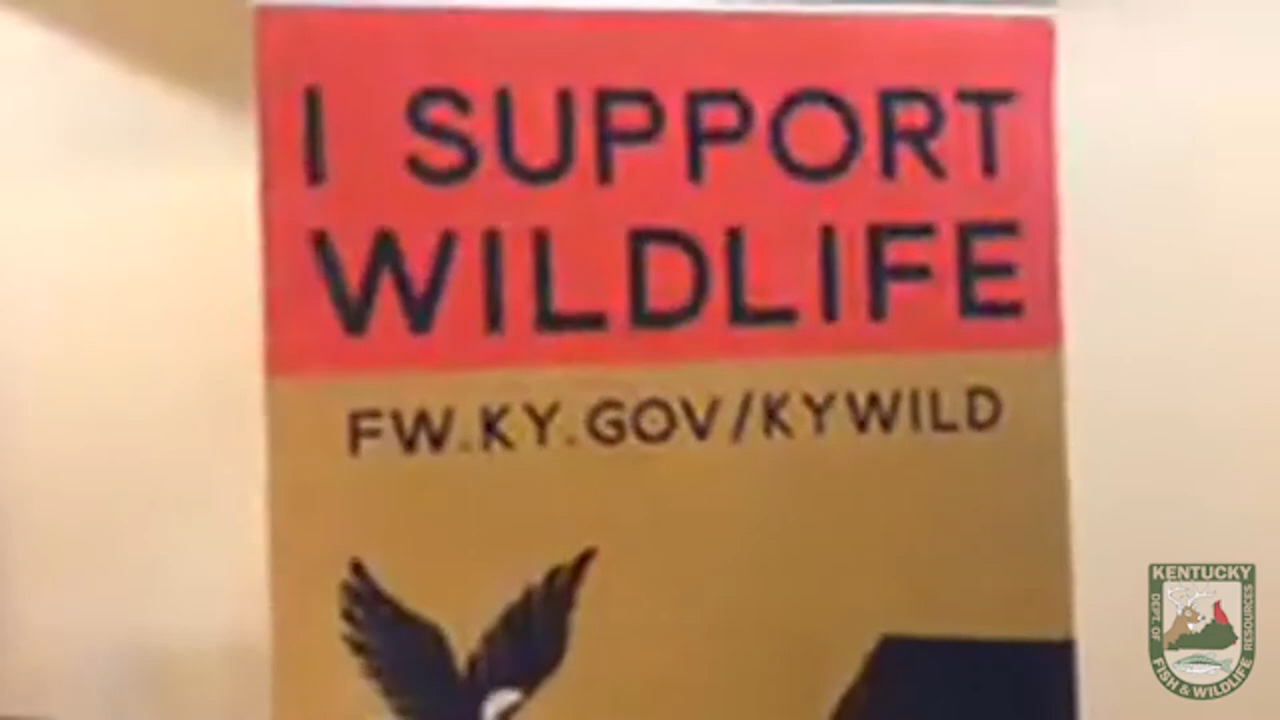 I SUPPORT
WILDLIFE
FW.KY.GOV/KYWILD
KENTUCKY
DEPT. OF
FISH & WILDLIFE
RESOURCES